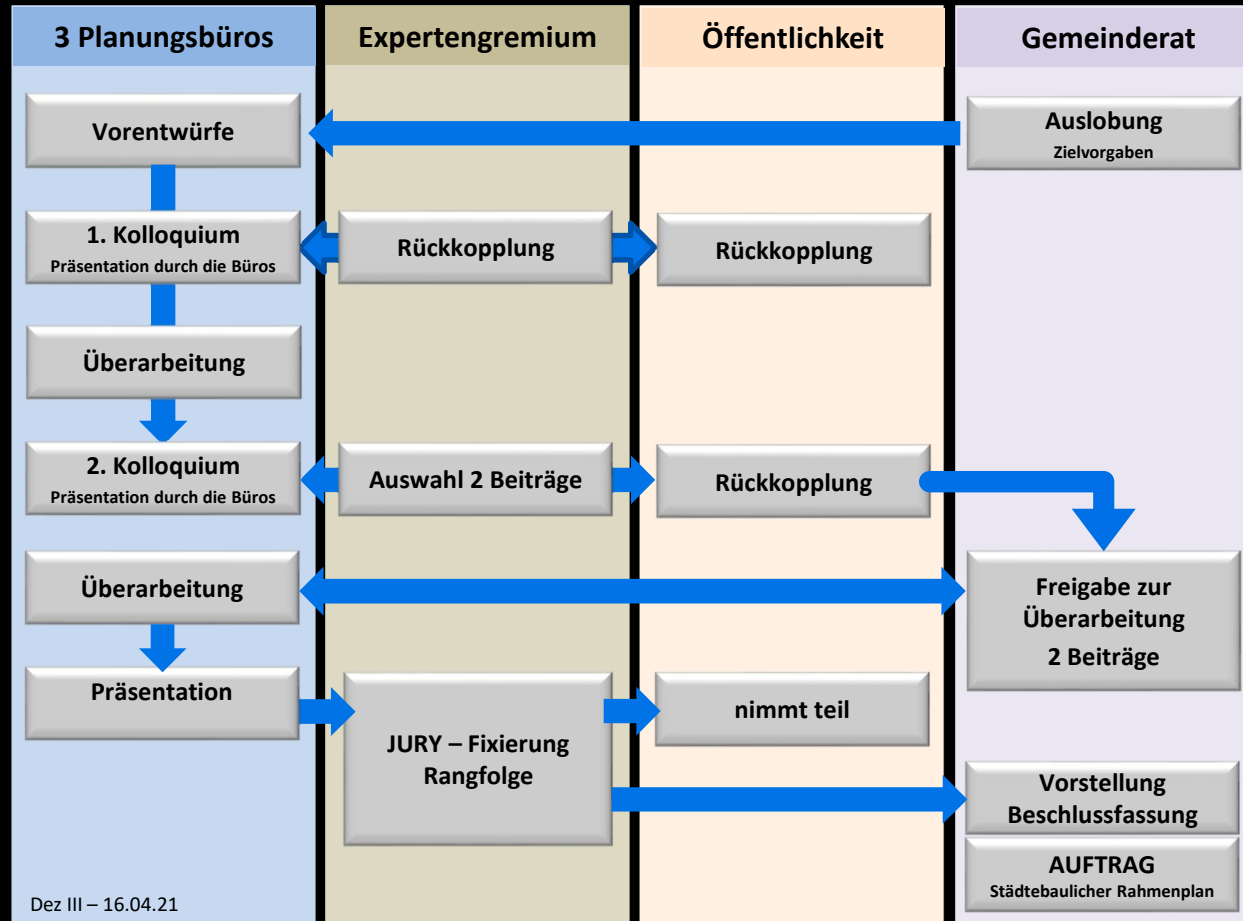 3 Planungsbüros
Expertengremium
Öffentlichkeit
Gemeinderat
Vorentwürfe
Auslobung
Zielvorgaben
1. Kolloquium
Präsentation durch die Büros
Rückkopplung
Rückkopplung
Überarbeitung
2. Kolloquium
Präsentation durch die Büros
Auswahl 2 Beiträge
Rückkopplung
Überarbeitung
Freigabe zur
Überarbeitung
2 Beiträge
Präsentation
JURY – Fixierung
Rangfolge
nimmt teil
Vorstellung
Beschlussfassung
AUFTRAG
Städtebaulicher Rahmenplan
Dez III – 16.04.21